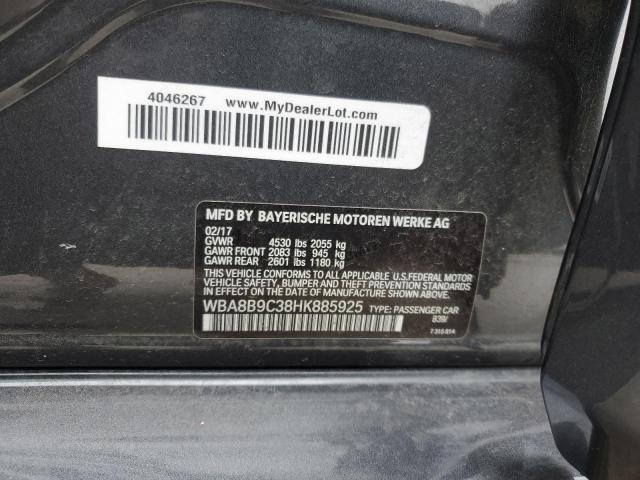 4046267 www.MyDealerLot.com
MFD BY BAYERISCHE MOTOREN WERKE AG
02/17
GVWR 4530 lbs 2055 kg
GAWR FRONT 2083 lbs 945 kg
GAWR REAR 2601 lbs 1180 kg
THIS VEHICLE CONFORMS TO ALL APPLICABLE U.S.FEDERAL MOTOR
VEHICLE SAFETY, BUMPER, AND THEFT PREVENTION STANDARDS
IN EFFECT ON THE DATE OF MANUFACTURE SHOWN ABOVE.
WBA8B9C38HK885925 TYPE: PASSENGER CAR
B39/
7315814